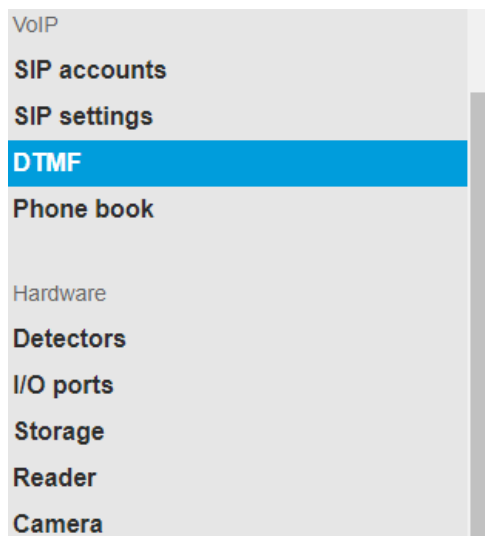 VoIP
SIP accounts
SIP settings
DTMF
Phone book
Hardware
Detectors
I/O ports
Storage
Reader
Camera